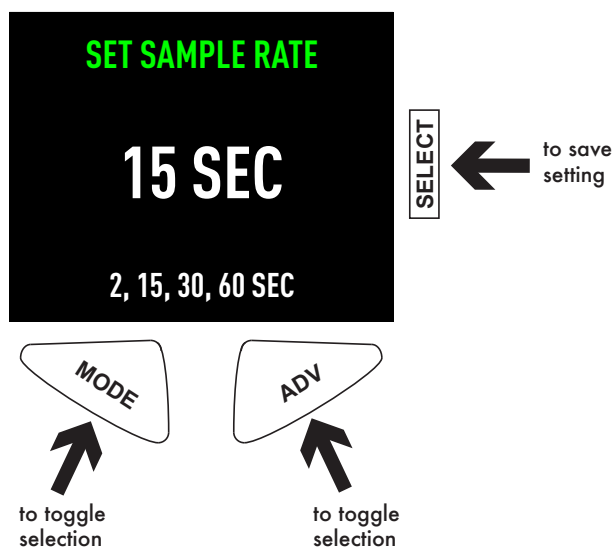 SET SAMPLE RATE
15 SEC
2, 15, 30, 60 SEC
SELECT
to save
setting
MODE
ADV
to toggle
selection
to toggle
selection